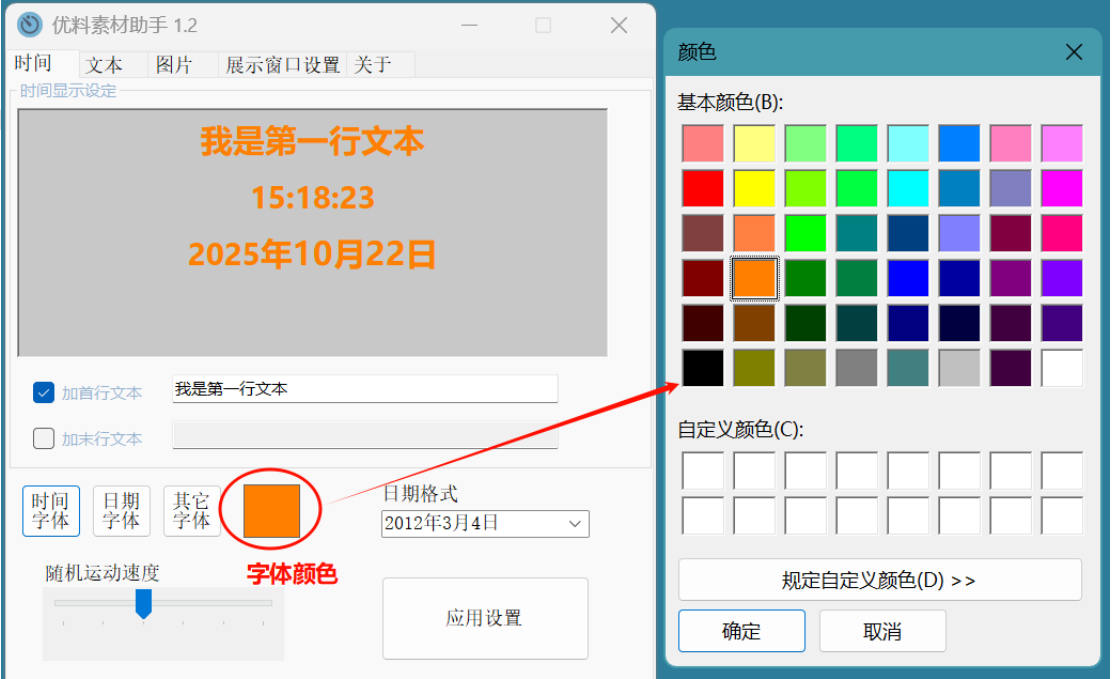 优料素材助手 1.2
时间 文本 图片 展示窗口设置 关于
时间显示设定
我是第一行文本
15:18:23
2025年10月22日
加首行文本 我是第一行文本
加末行文本
时间字体 日期字体 其它字体
字体颜色
日期格式
2012年3月4日
随机运动速度
应用设置
颜色
基本颜色(B):
自定义颜色(C):
规定自定义颜色(D) >>
确定 取消